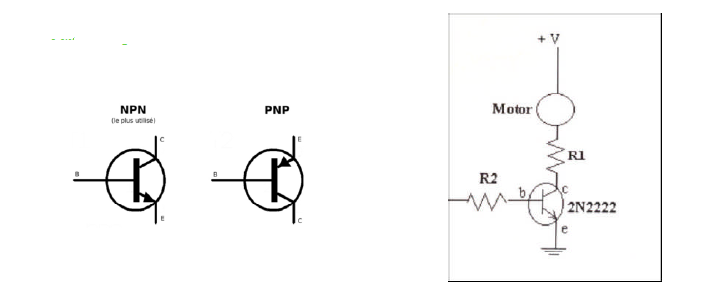 NPN
(le plus utilisé)
PNP
C
B
E
E
B
C
+ V
Motor
R1
R2
b
c
2N2222
e